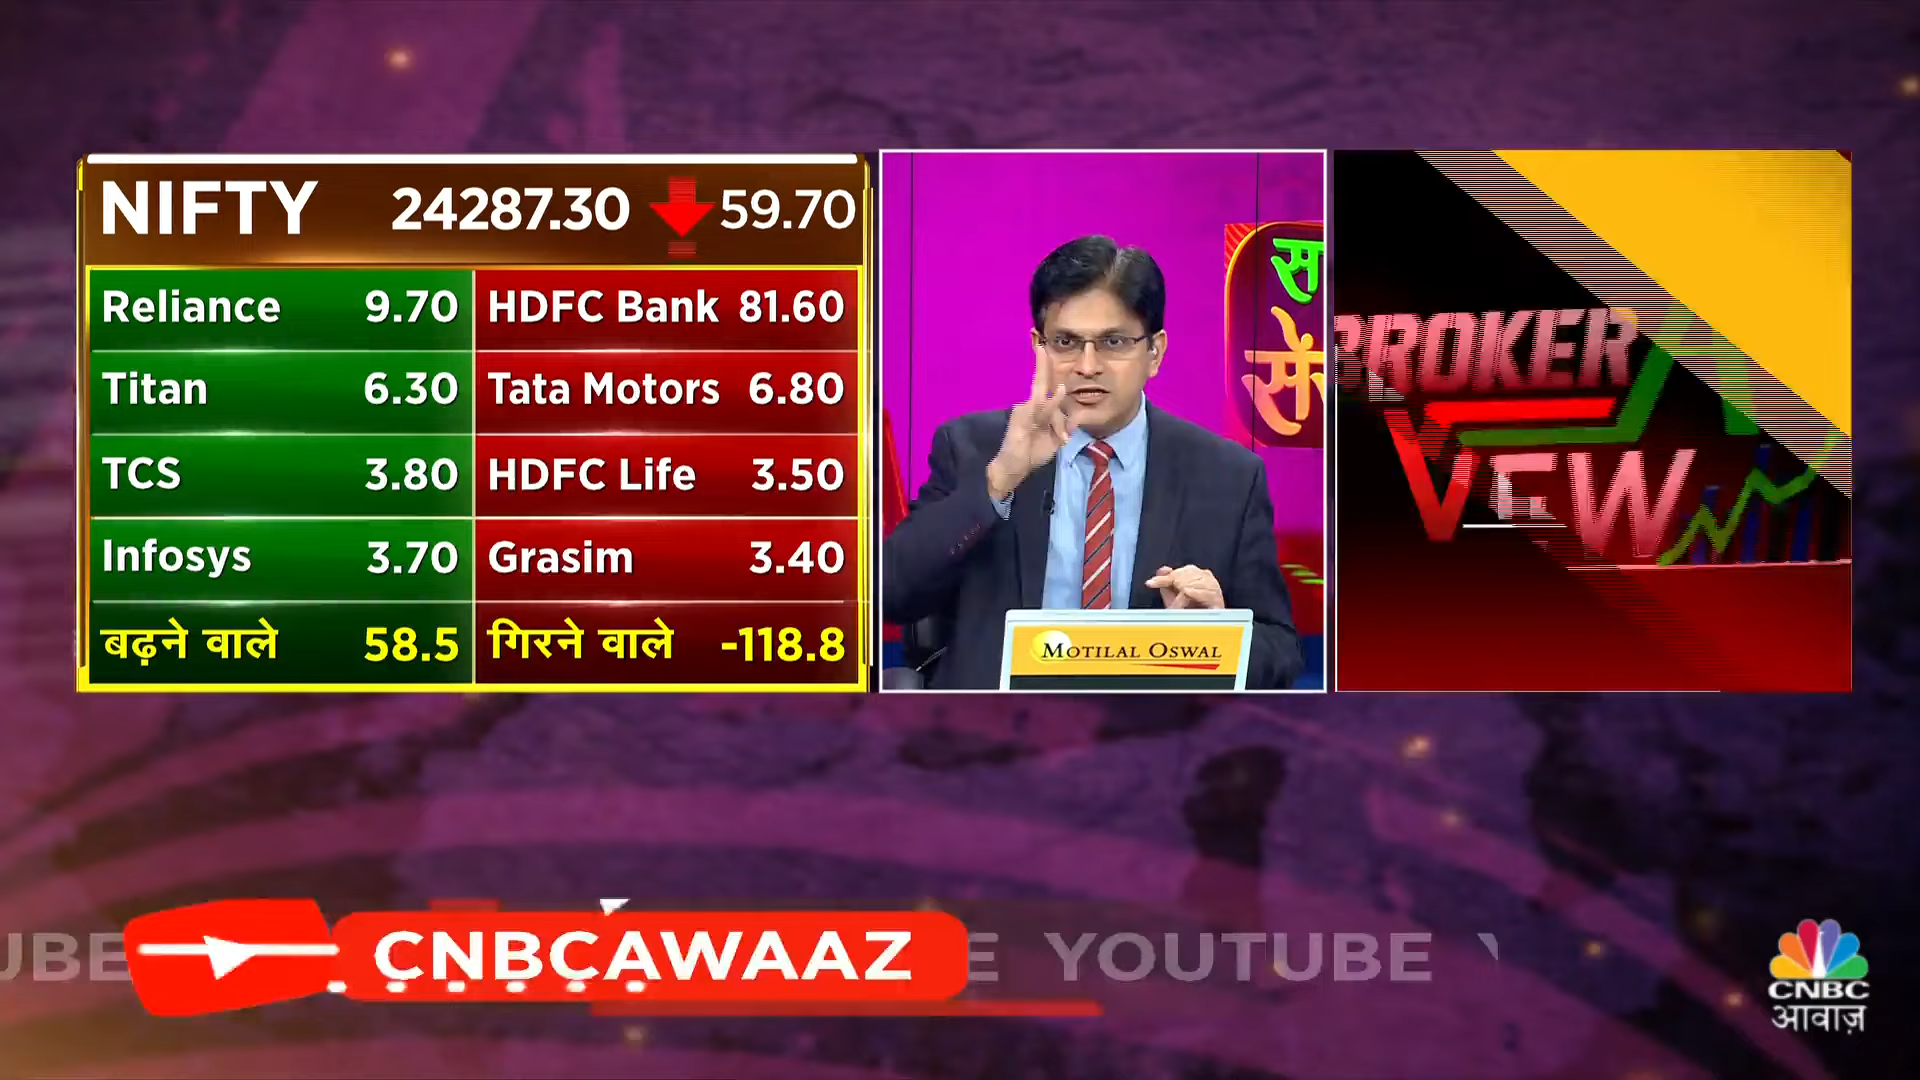 NIFTY 24287.30 59.70
Reliance 9.70 HDFC Bank 81.60
Titan 6.30 Tata Motors 6.80
TCS 3.80 HDFC Life 3.50
Infosys 3.70 Grasim 3.40
बढ़ने वाले 58.5 गिरने वाले -118.8
MOTILAL OSWAL
BROKER
CNBCAWAAZ
YOUTUBE
CNBC
आवाज़